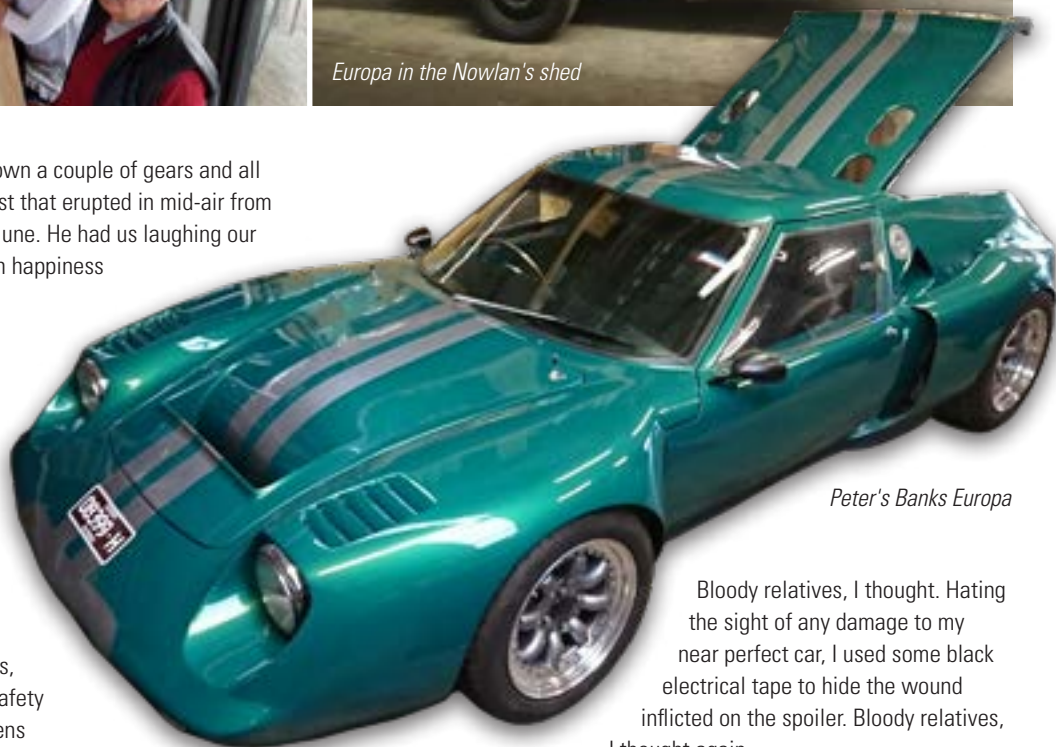 Europa in the Nowlan's shed
own a couple of gears and all
st that erupted in mid-air from
une. He had us laughing our
n happiness
s,
afety
ens
Peter's Banks Europa
Bloody relatives, I thought. Hating
the sight of any damage to my
near perfect car, I used some black
electrical tape to hide the wound
inflicted on the spoiler. Bloody relatives,
I thought again